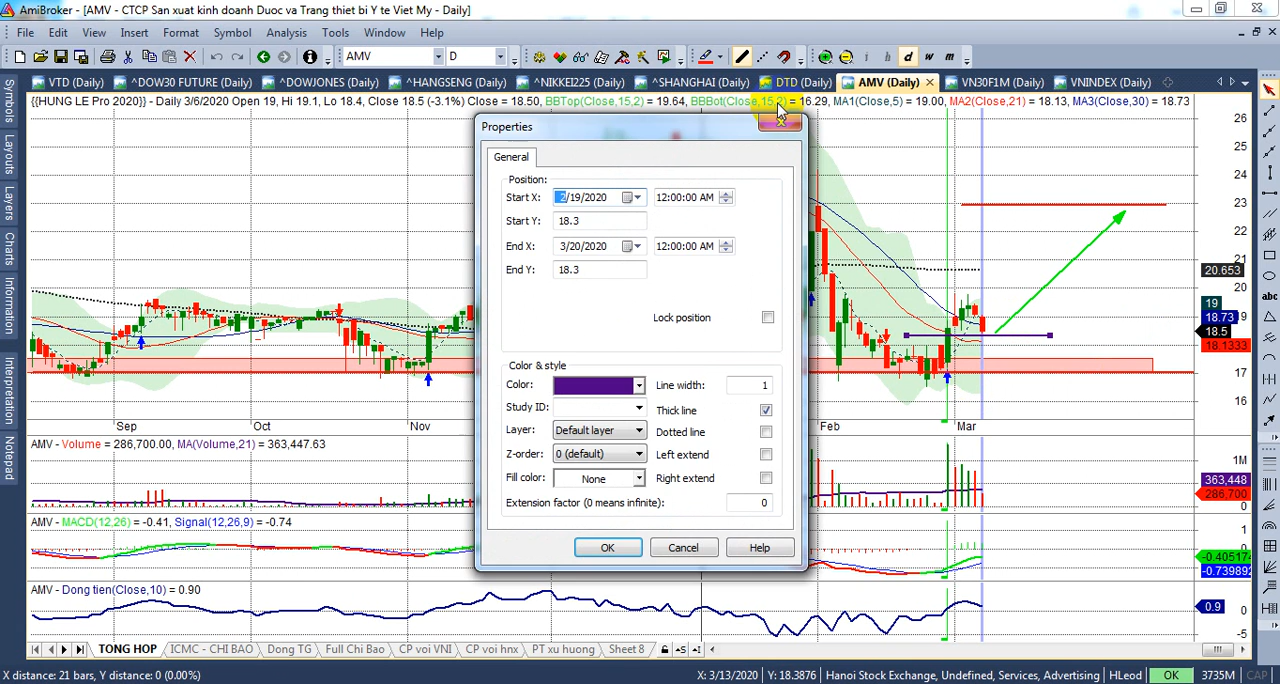 AmiBroker - [AMV - CTCP San xuat kinh doanh Duoc va Trang thiet bi Y te Viet My - Daily]
File Edit View Insert Format Symbol Analysis Tools Window Help
AMV D i h d w m
VTD (Daily) ^DOW30 FUTURE (Daily) ^DOWJONES (Daily) ^HANGSENG (Daily) ^NIKKEI225 (Daily) ^SHANGHAI (Daily) DTD (Daily) AMV (Daily) VN30F1M (Daily) VNINDEX (Daily)
{{HUNG LE Pro 2020}} - Daily 3/6/2020 Open 19, Hi 19.1, Lo 18.4, Close 18.5 (-3.1%) Close = 18.50, BBTop(Close,15,2) = 19.64, BBBot(Close,15,2) = 16.29, MA1(Close,5) = 19.00, MA2(Close,21) = 18.13, MA3(Close,30) = 18.73
Symbols
Layouts
Layers
Charts
Information
Interpretation
Notepad
Properties
General
Position:
Start X: 2/19/2020 12:00:00 AM
Start Y: 18.3
End X: 3/20/2020 12:00:00 AM
End Y: 18.3
Lock position
Color & style
Color: Line width: 1
Study ID: Thick line
Layer: Default layer Dotted line
Z-order: 0 (default) Left extend
Fill color: None Right extend
Extension factor (0 means infinite): 0
OK Cancel Help
26
25
24
23
22
21
20.653
20
19
18.73
19
18.5
18.1333
17
16
abc
Sep Oct Nov Feb Mar
AMV - Volume = 286,700.00, MA(Volume,21) = 363,447.63
1M
363,448
286,700
AMV - MACD(12,26) = -0.41, Signal(12,26,9) = -0.74
1
0
-0.405174
-0.739892
AMV - Dong tien(Close,10) = 0.90
0.9
0
-5
TONG HOP ICMC - CHI BAO Dong TG Full Chi Bao CP voi VNI CP voi hnx PT xu huong Sheet 8
X distance: 21 bars, Y distance: 0 (0.00%) X: 3/13/2020 Y: 18.3876 Hanoi Stock Exchange, Undefined, Services, Advertising HLeod OK 3735M CAP